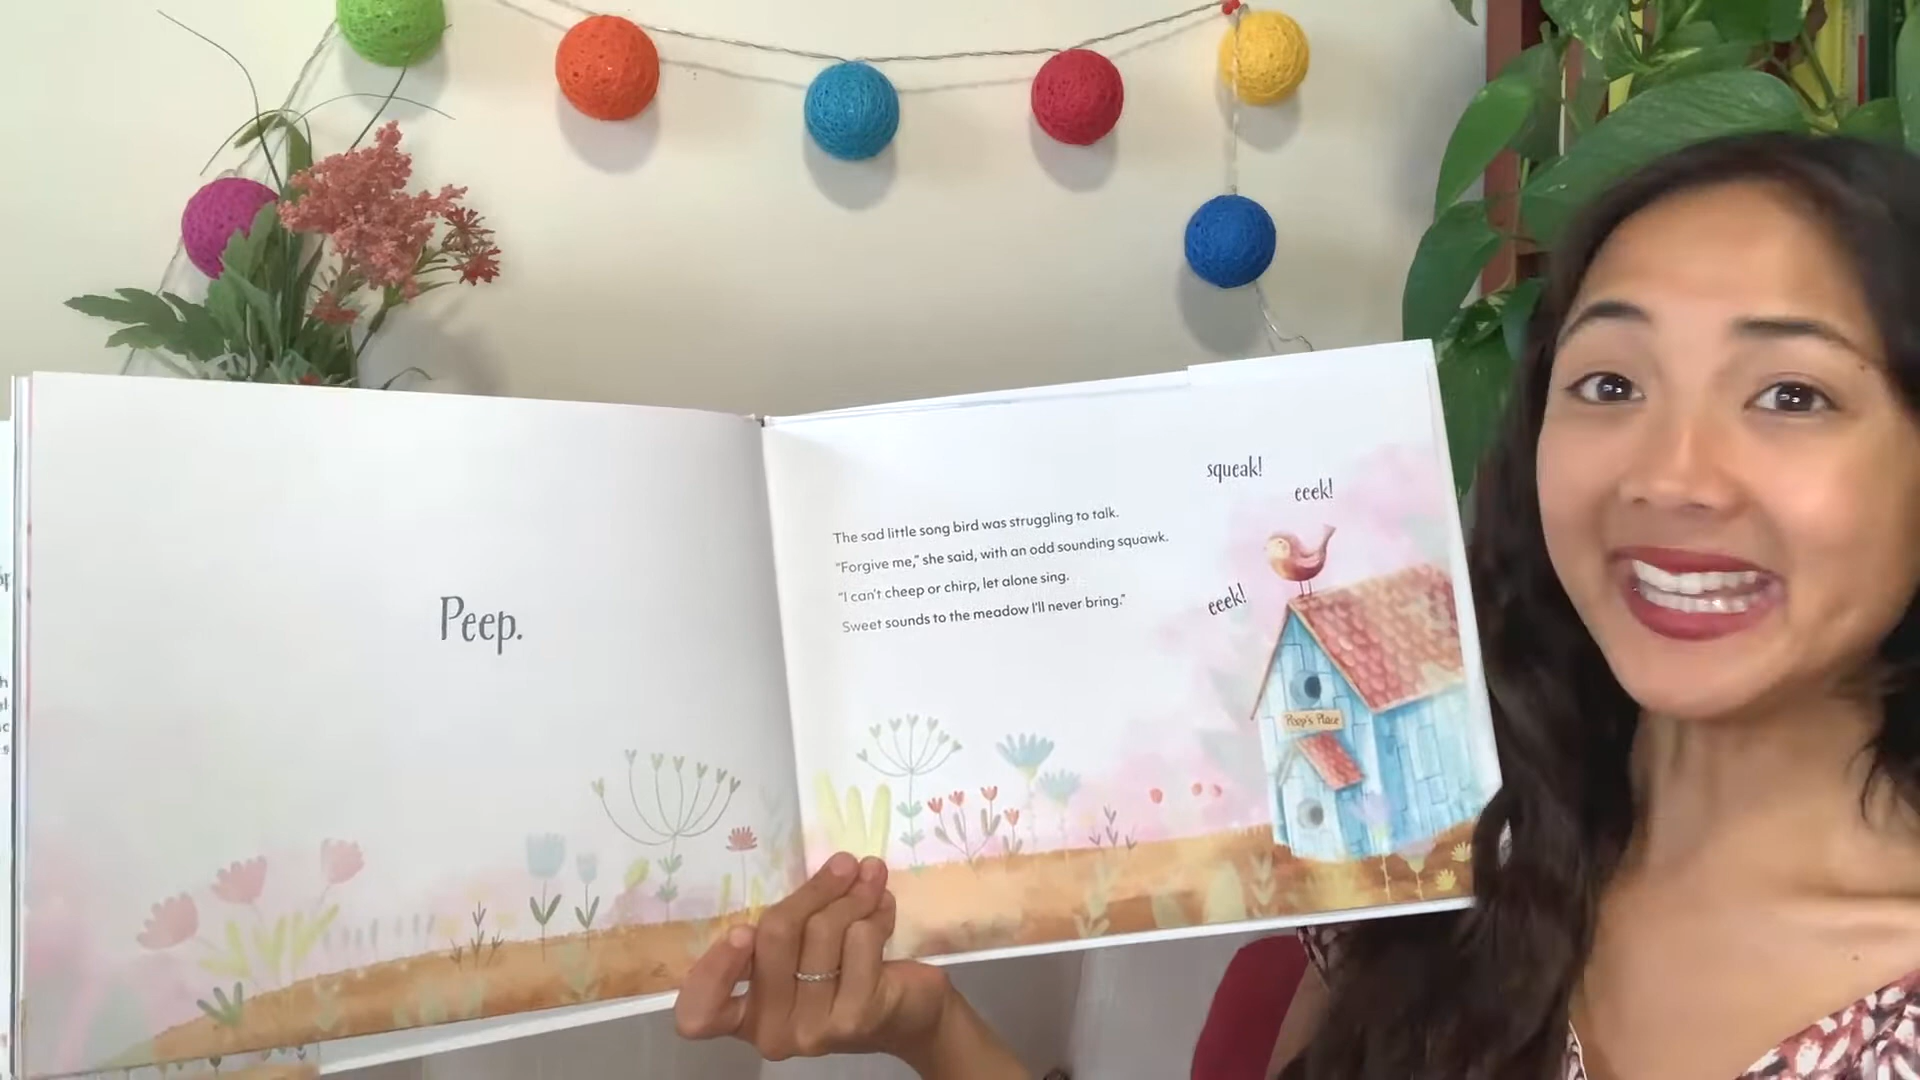 Peep.
squeak!
eeek!
The sad little song bird was struggling to talk.
"Forgive me," she said, with an odd sounding squawk.
"I can't cheep or chirp, let alone sing.
Sweet sounds to the meadow I'll never bring."
eeek!
Peep's Place